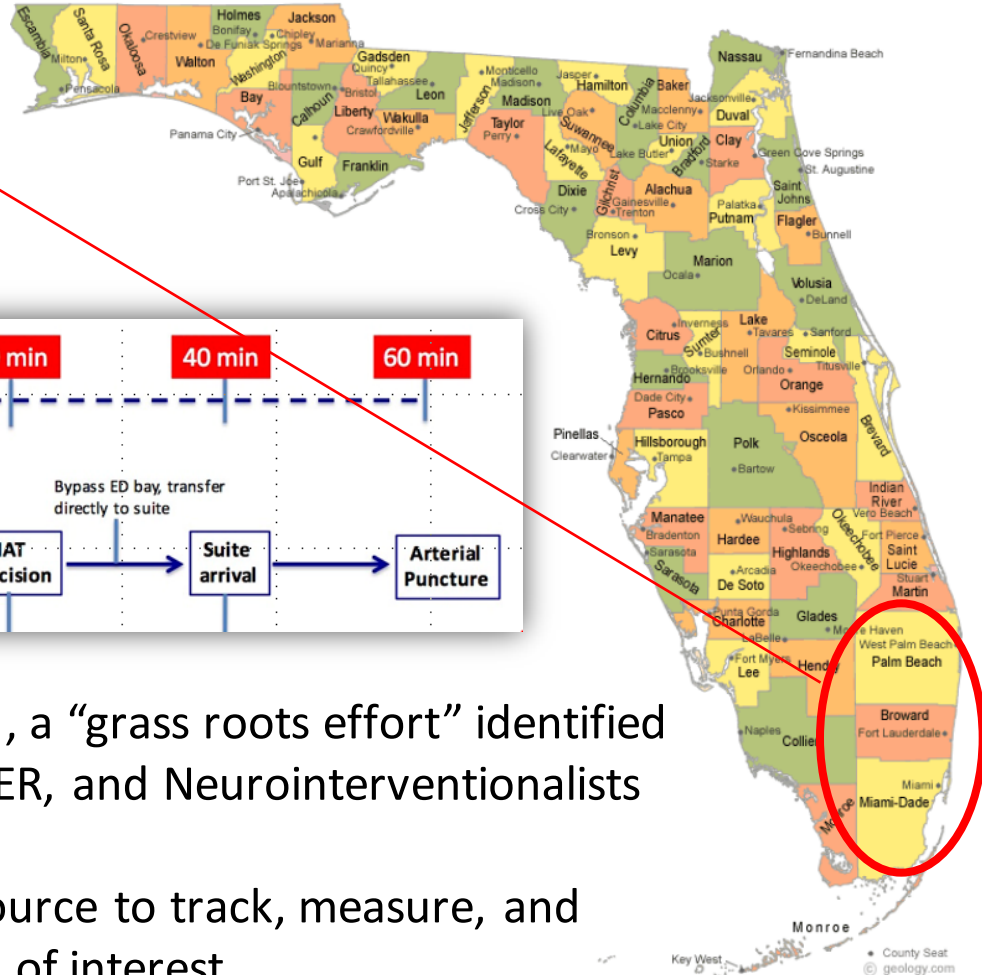 Escambia
Santa Rosa
Okaloosa
Holmes
Jackson
Bonifay
Chipley
Crestview
De Funiak Springs
Marianna
Milton
Walton
Washington
Pensacola
Bay
Panama City
Blountstown
Calhoun
Bristol
Liberty
Gadsden
Quincy
Tallahassee
Leon
Wakulla
Crawfordville
Gulf
Franklin
Port St. Joe
Apalachicola
Jefferson
Monticello
Madison
Madison
Taylor
Perry
Jasper
Hamilton
Live Oak
Suwannee
Mayo
Lafayette
Columbia
Lake City
Baker
Macclenny
Nassau
Fernandina Beach
Jacksonville
Duval
Union
Lake Butler
Bradford
Starke
Clay
Green Cove Springs
St. Augustine
Saint
Johns
Dixie
Cross City
Gilchrist
Trenton
Alachua
Gainesville
Palatka
Putnam
Flagler
Bunnell
Bronson
Levy
Marion
Ocala
Volusia
DeLand
Citrus
Inverness
Sumter
Bushnell
Lake
Tavares
Sanford
Seminole
Titusville
Hernando
Brooksville
Orlando
Orange
Dade City
Pasco
Kissimmee
Pinellas
Clearwater
Hillsborough
Tampa
Polk
Bartow
Osceola
Brevard
Indian
River
Vero Beach
Manatee
Bradenton
Wauchula
Hardee
Sebring
Highlands
Okeechobee
Okeechobee
Fort Pierce
Saint
Lucie
Stuart
Martin
Sarasota
Sarasota
Arcadia
De Soto
Punta Gorda
Charlotte
Glades
Moore Haven
LaBelle
Fort Myers
Lee
Hendry
West Palm Beach
Palm Beach
Broward
Fort Lauderdale
Naples
Collier
Miami
Miami-Dade
Monroe
Monroe
Key West
County Seat
© geology.com
min
40 min
60 min
Bypass ED bay, transfer
directly to suite
IAT
cision
Suite
arrival
Arterial
Puncture
, a “grass roots effort” identified
ER, and Neurointerventionalists
ource to track, measure, and
of interest